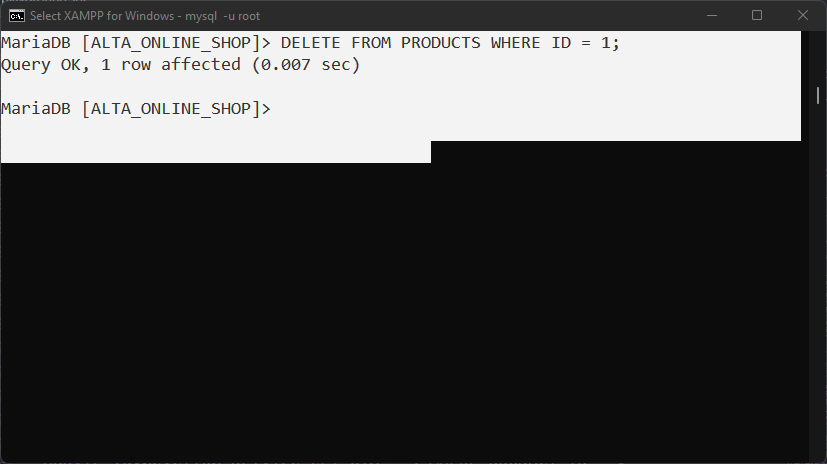 Select XAMPP for Windows - mysql  -u root
MariaDB [ALTA_ONLINE_SHOP]> DELETE FROM PRODUCTS WHERE ID = 1;
Query OK, 1 row affected (0.007 sec)
MariaDB [ALTA_ONLINE_SHOP]>